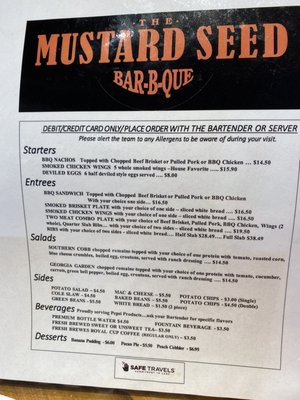 THE
MUSTARD SEED
BAR-B-QUE
DEBIT/CREDIT CARD ONLY/PLACE ORDER WITH THE BARTENDER OR SERVER
Please alert the team to any Allergens to be aware of during your visit.
Starters
BBQ NACHOS Topped with Chopped Beef Brisket or Pulled Pork or BBQ Chicken .... $14.50
SMOKED CHICKEN WINGS 5 whole smoked wings –House Favorite ..... $15.90
DEVILED EGGS 6 half deviled style eggs served .... $8.00
Entrees
BBQ SANDWICH Topped with Chopped Beef Brisket or Pulled Pork or BBQ Chicken
With your choice one side... $16.50
SMOKED BRISKET PLATE with your choice of one side – sliced white bread .... $16.50
SMOKED CHICKEN WINGS with your choice of one side – sliced white bread .... $16.50
TWO MEAT COMBO PLATE with your choice of Beef Brisket, Pulled Pork, BBQ Chicken, Wings (2
whole), Quarter Slab Ribs... with your choice of two sides – sliced white bread .... $19.50
RIBS with your choice of two sides – sliced white bread.... Half Slab $28.49.... Full Slab $38.49
Salads
SOUTHERN COBB chopped romaine topped with your choice of one protein with tomato, roasted corn,
blue cheese crumbles, boiled egg, croutons, served with ranch dressing .... $14.50
GEORGIA GARDEN chopped romaine topped with your choice of one protein with tomato, cucumber,
carrots, green bell pepper, boiled egg, croutons, served with ranch dressing .... $14.50
Sides
POTATO SALAD - $4.50 MAC & CHEESE - $5.50 POTATO CHIPS - $3.00 (Single)
COLE SLAW - $4.50 BAKED BEANS - $5.50 POTATO CHIPS - $4.50 (Double)
GREEN BEANS - $5.50 WHITE BREAD - $1.50 (3 piece)
Beverages Proudly serving Pepsi Products...ask your Bartender for specific flavors
PREMIUM BOTTLE WATER $4.50 FOUNTAIN BEVERAGE - $3.50
FRESH BREWED SWEET OR UNSWEET TEA- $3.50
FRESH BREWED ROYAL CUP COFFEE (REGULAR ONLY) - $3.50
Desserts Banana Pudding - $6.00 Pecan Pie - $5.50 Peach Cobbler - $6.95
SAFE TRAVELS